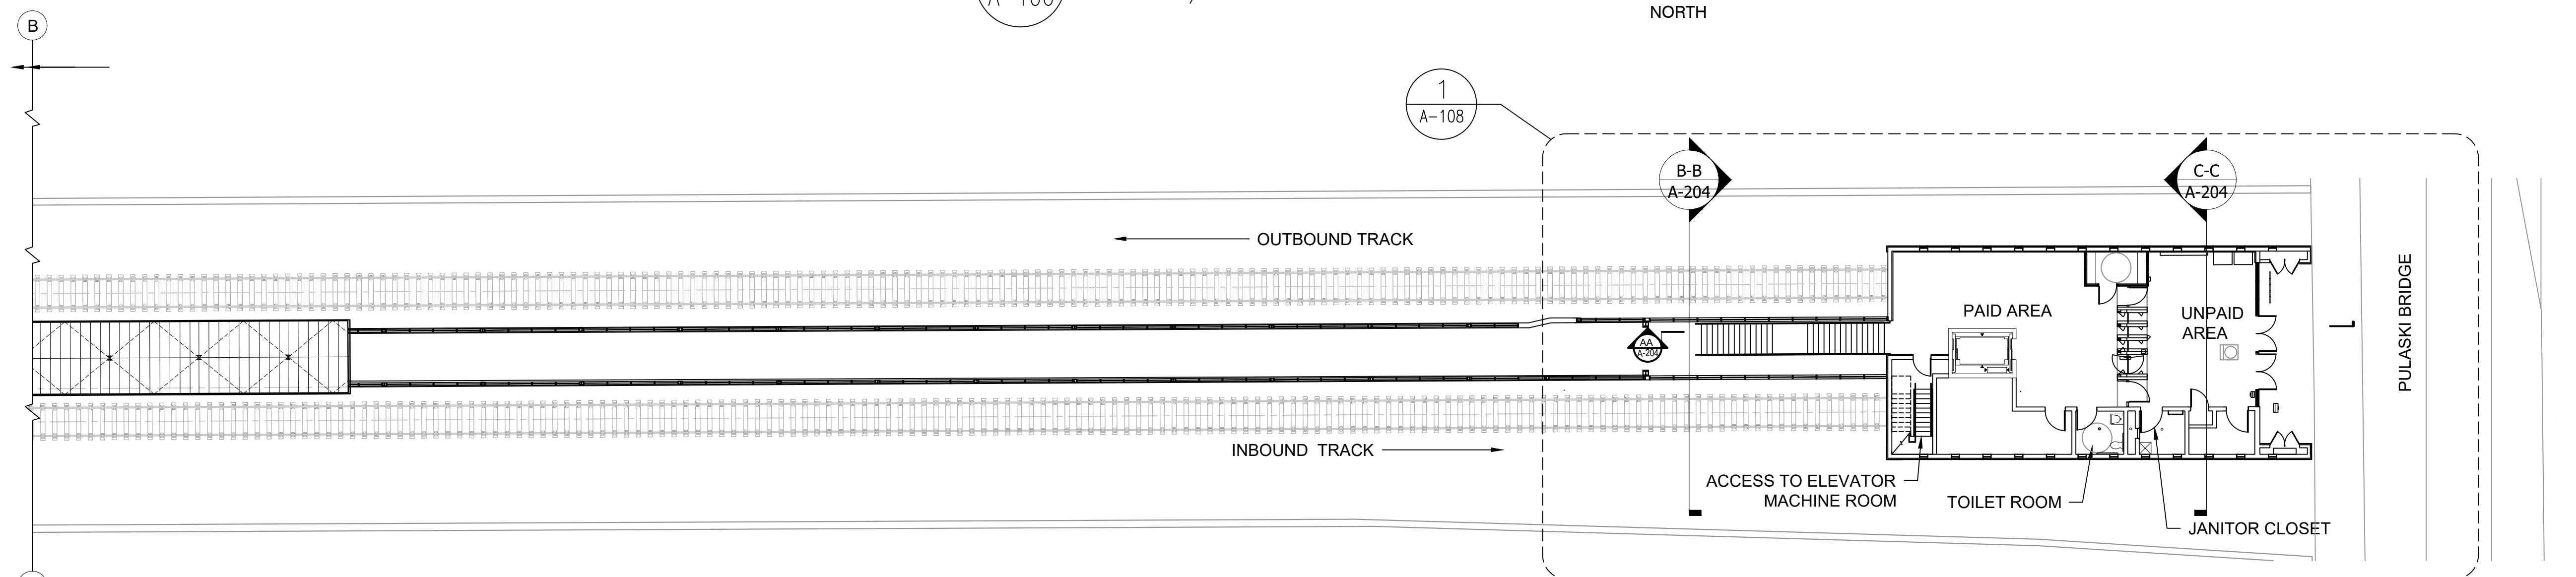 A-106
NORTH
B
1
A-108
B-B
A-204
C-C
A-204
OUTBOUND TRACK
PAID AREA
UNPAID
AREA
AA
A-204
PULASKI BRIDGE
INBOUND TRACK
ACCESS TO ELEVATOR
MACHINE ROOM
TOILET ROOM
JANITOR CLOSET